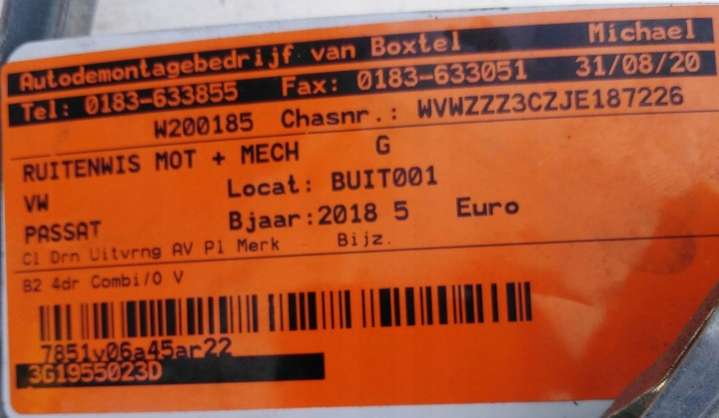 Autodemontagebedrijf van Boxtel Michael
Tel: 0183-633855 Fax: 0183-633051 31/08/20
W200185 Chasnr.: WVWZZZ3CZJE187226
RUITENWIS MOT + MECH G
VW Locat: BUIT001
PASSAT Bjaar:2018 5 Euro
Cl Drn Uitvrng AV Pl Merk Bijz.
B2 4dr Combi/O V
7851v06a45ar22
3G1955023D